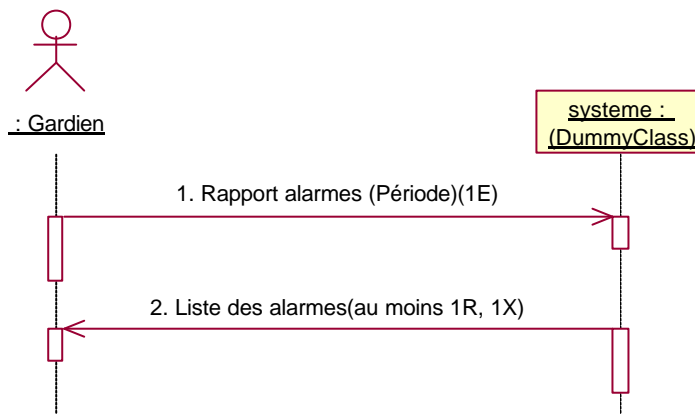 : Gardien
systeme :
(DummyClass)
1. Rapport alarmes (Période)(1E)
2. Liste des alarmes(au moins 1R, 1X)